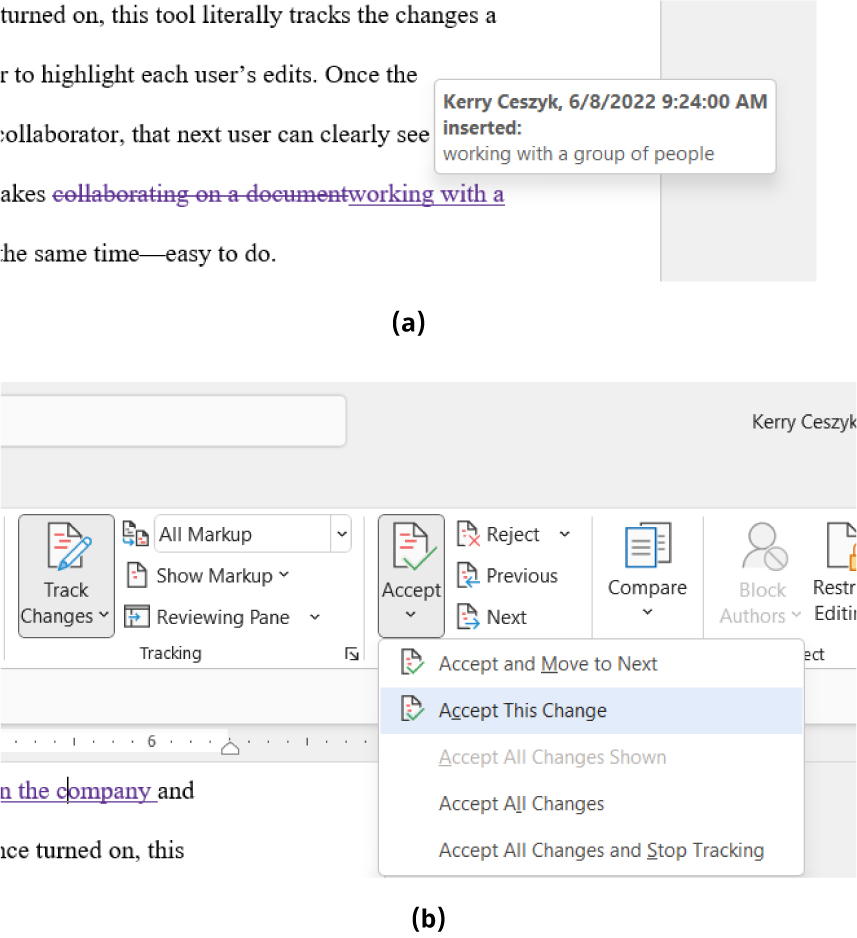 turned on, this tool literally tracks the changes a
r to highlight each user’s edits. Once the
Kerry Ceszyk, 6/8/2022 9:24:00 AM
inserted:
working with a group of people
collaborator, that next user can clearly see
akes collaborating on a documentworking with a
the same time—easy to do.
(a)
Kerry Ceszyk
Track
Changes
All Markup
Show Markup
Reviewing Pane
Tracking
Accept
Reject
Previous
Next
Compare
Block
Authors
Restr
Editin
ect
Accept and Move to Next
Accept This Change
Accept All Changes Shown
Accept All Changes
Accept All Changes and Stop Tracking
6
n the company and
nce turned on, this
(b)